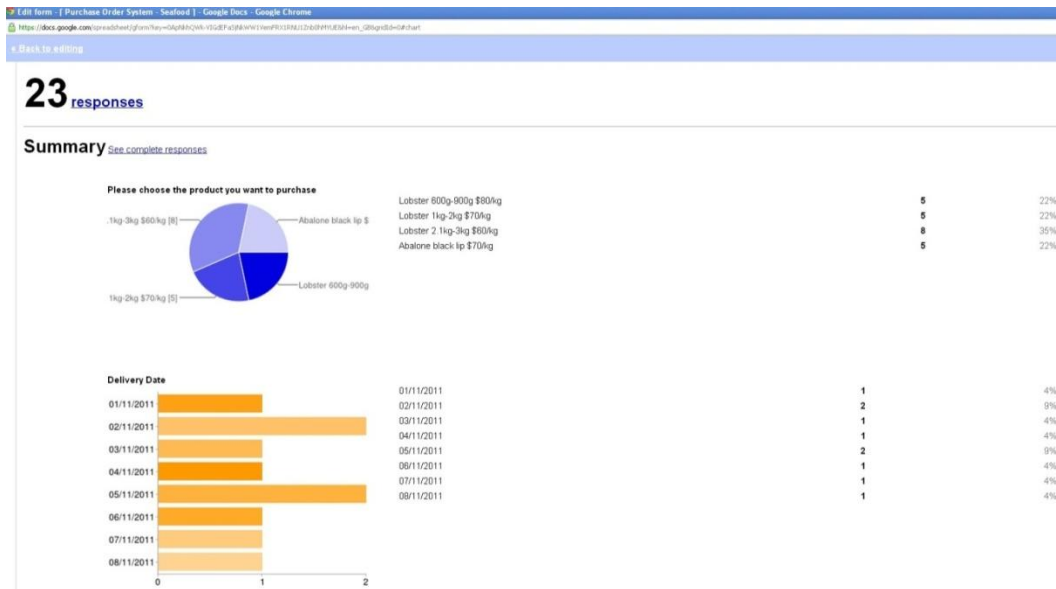 Edit form - [ Purchase Order System - Seafood ] - Google Docs - Google Chrome
« Back to editing
23 responses
Summary See complete responses
Please choose the product you want to purchase
.1kg-3kg $60/kg [8]
Abalone black lip $
1kg-2kg $70/kg [5]
Lobster 600g-900g
Lobster 600g-900g $80/kg 5 22%
Lobster 1kg-2kg $70/kg 5 22%
Lobster 2.1kg-3kg $60/kg 8 35%
Abalone black lip $70/kg 5 22%
Delivery Date
01/11/2011
02/11/2011
03/11/2011
04/11/2011
05/11/2011
06/11/2011
07/11/2011
08/11/2011
0 1 2
01/11/2011 1 4%
02/11/2011 2 9%
03/11/2011 1 4%
04/11/2011 1 4%
05/11/2011 2 9%
06/11/2011 1 4%
07/11/2011 1 4%
08/11/2011 1 4%